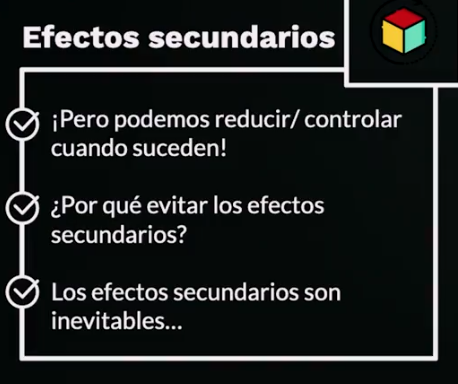 Efectos secundarios
¡Pero podemos reducir/ controlar
cuando suceden!
¿Por qué evitar los efectos
secundarios?
Los efectos secundarios son
inevitables...